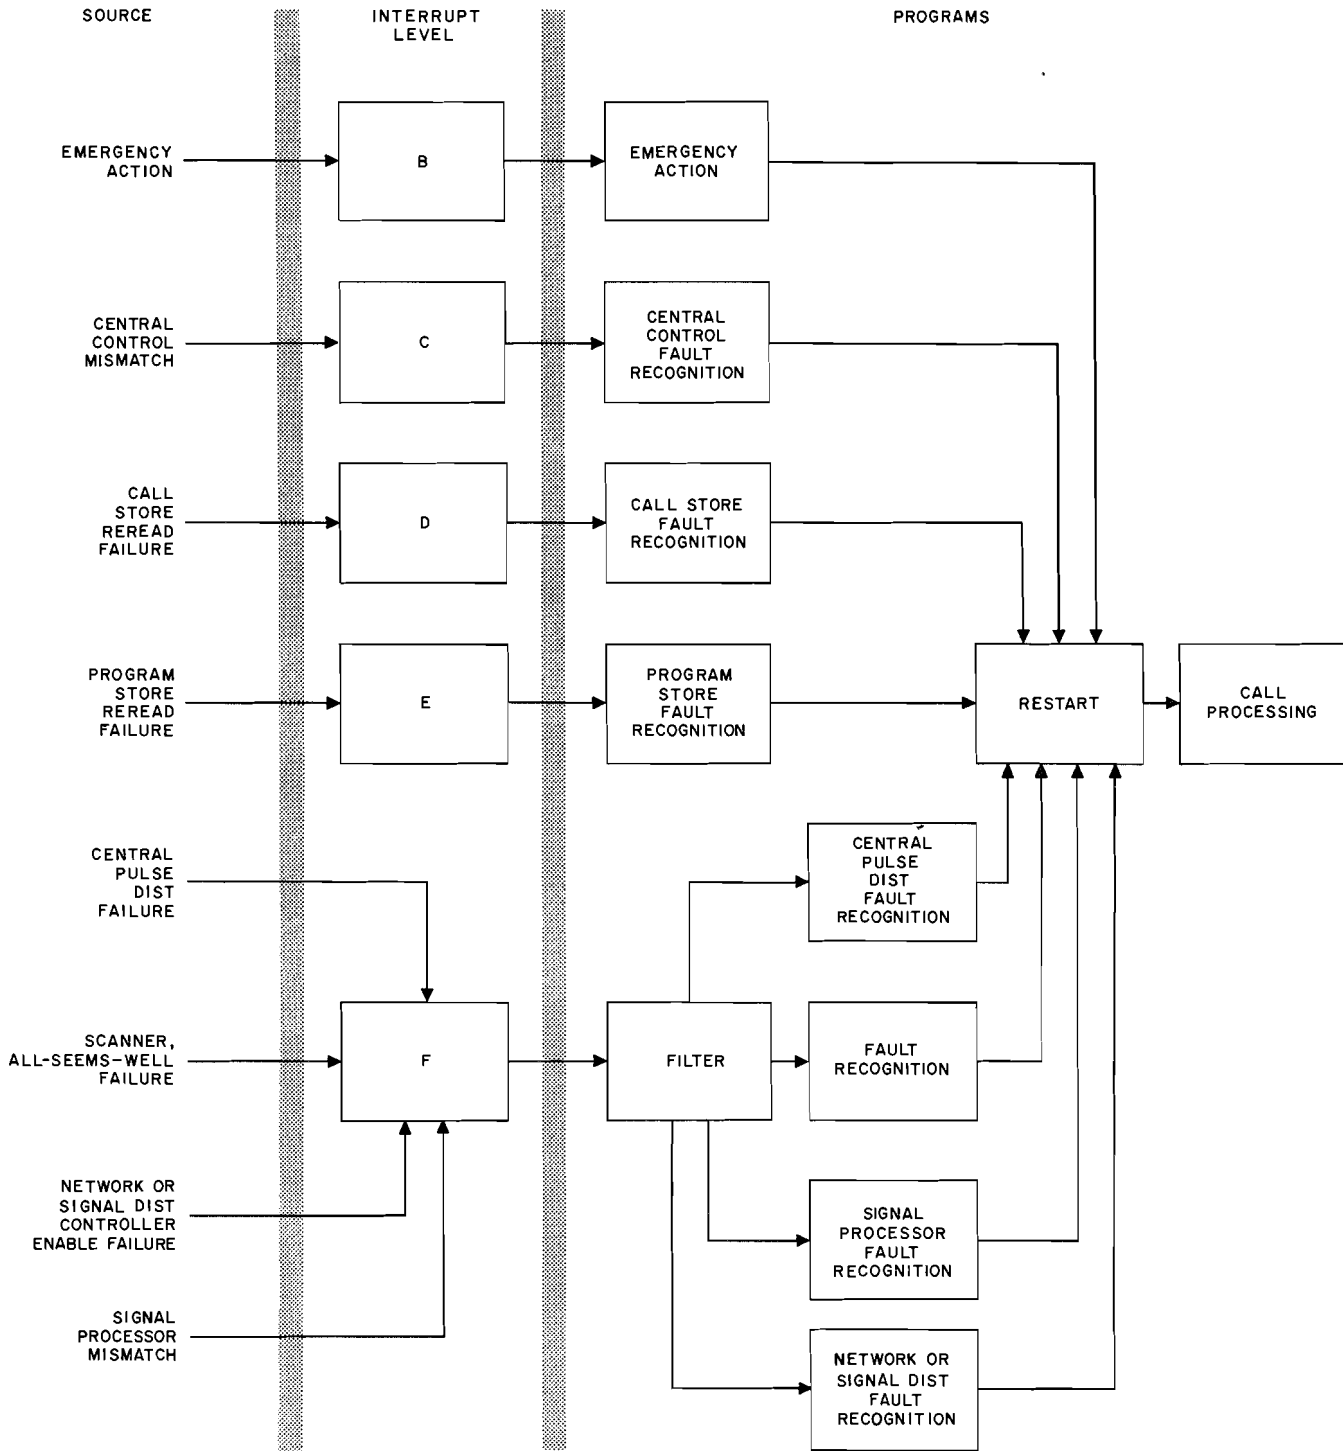 SOURCE
INTERRUPT
LEVEL
PROGRAMS
EMERGENCY
ACTION
B
EMERGENCY
ACTION
CENTRAL
CONTROL
MISMATCH
C
CENTRAL
CONTROL
FAULT
RECOGNITION
CALL
STORE
REREAD
FAILURE
D
CALL STORE
FAULT
RECOGNITION
PROGRAM
STORE
REREAD
FAILURE
E
PROGRAM
STORE
FAULT
RECOGNITION
RESTART
CALL
PROCESSING
CENTRAL
PULSE
DIST
FAILURE
CENTRAL
PULSE
DIST
FAULT
RECOGNITION
SCANNER,
ALL-SEEMS-WELL
FAILURE
F
FILTER
FAULT
RECOGNITION
NETWORK OR
SIGNAL DIST
CONTROLLER
ENABLE FAILURE
SIGNAL
PROCESSOR
FAULT
RECOGNITION
SIGNAL
PROCESSOR
MISMATCH
NETWORK OR
SIGNAL DIST
FAULT
RECOGNITION